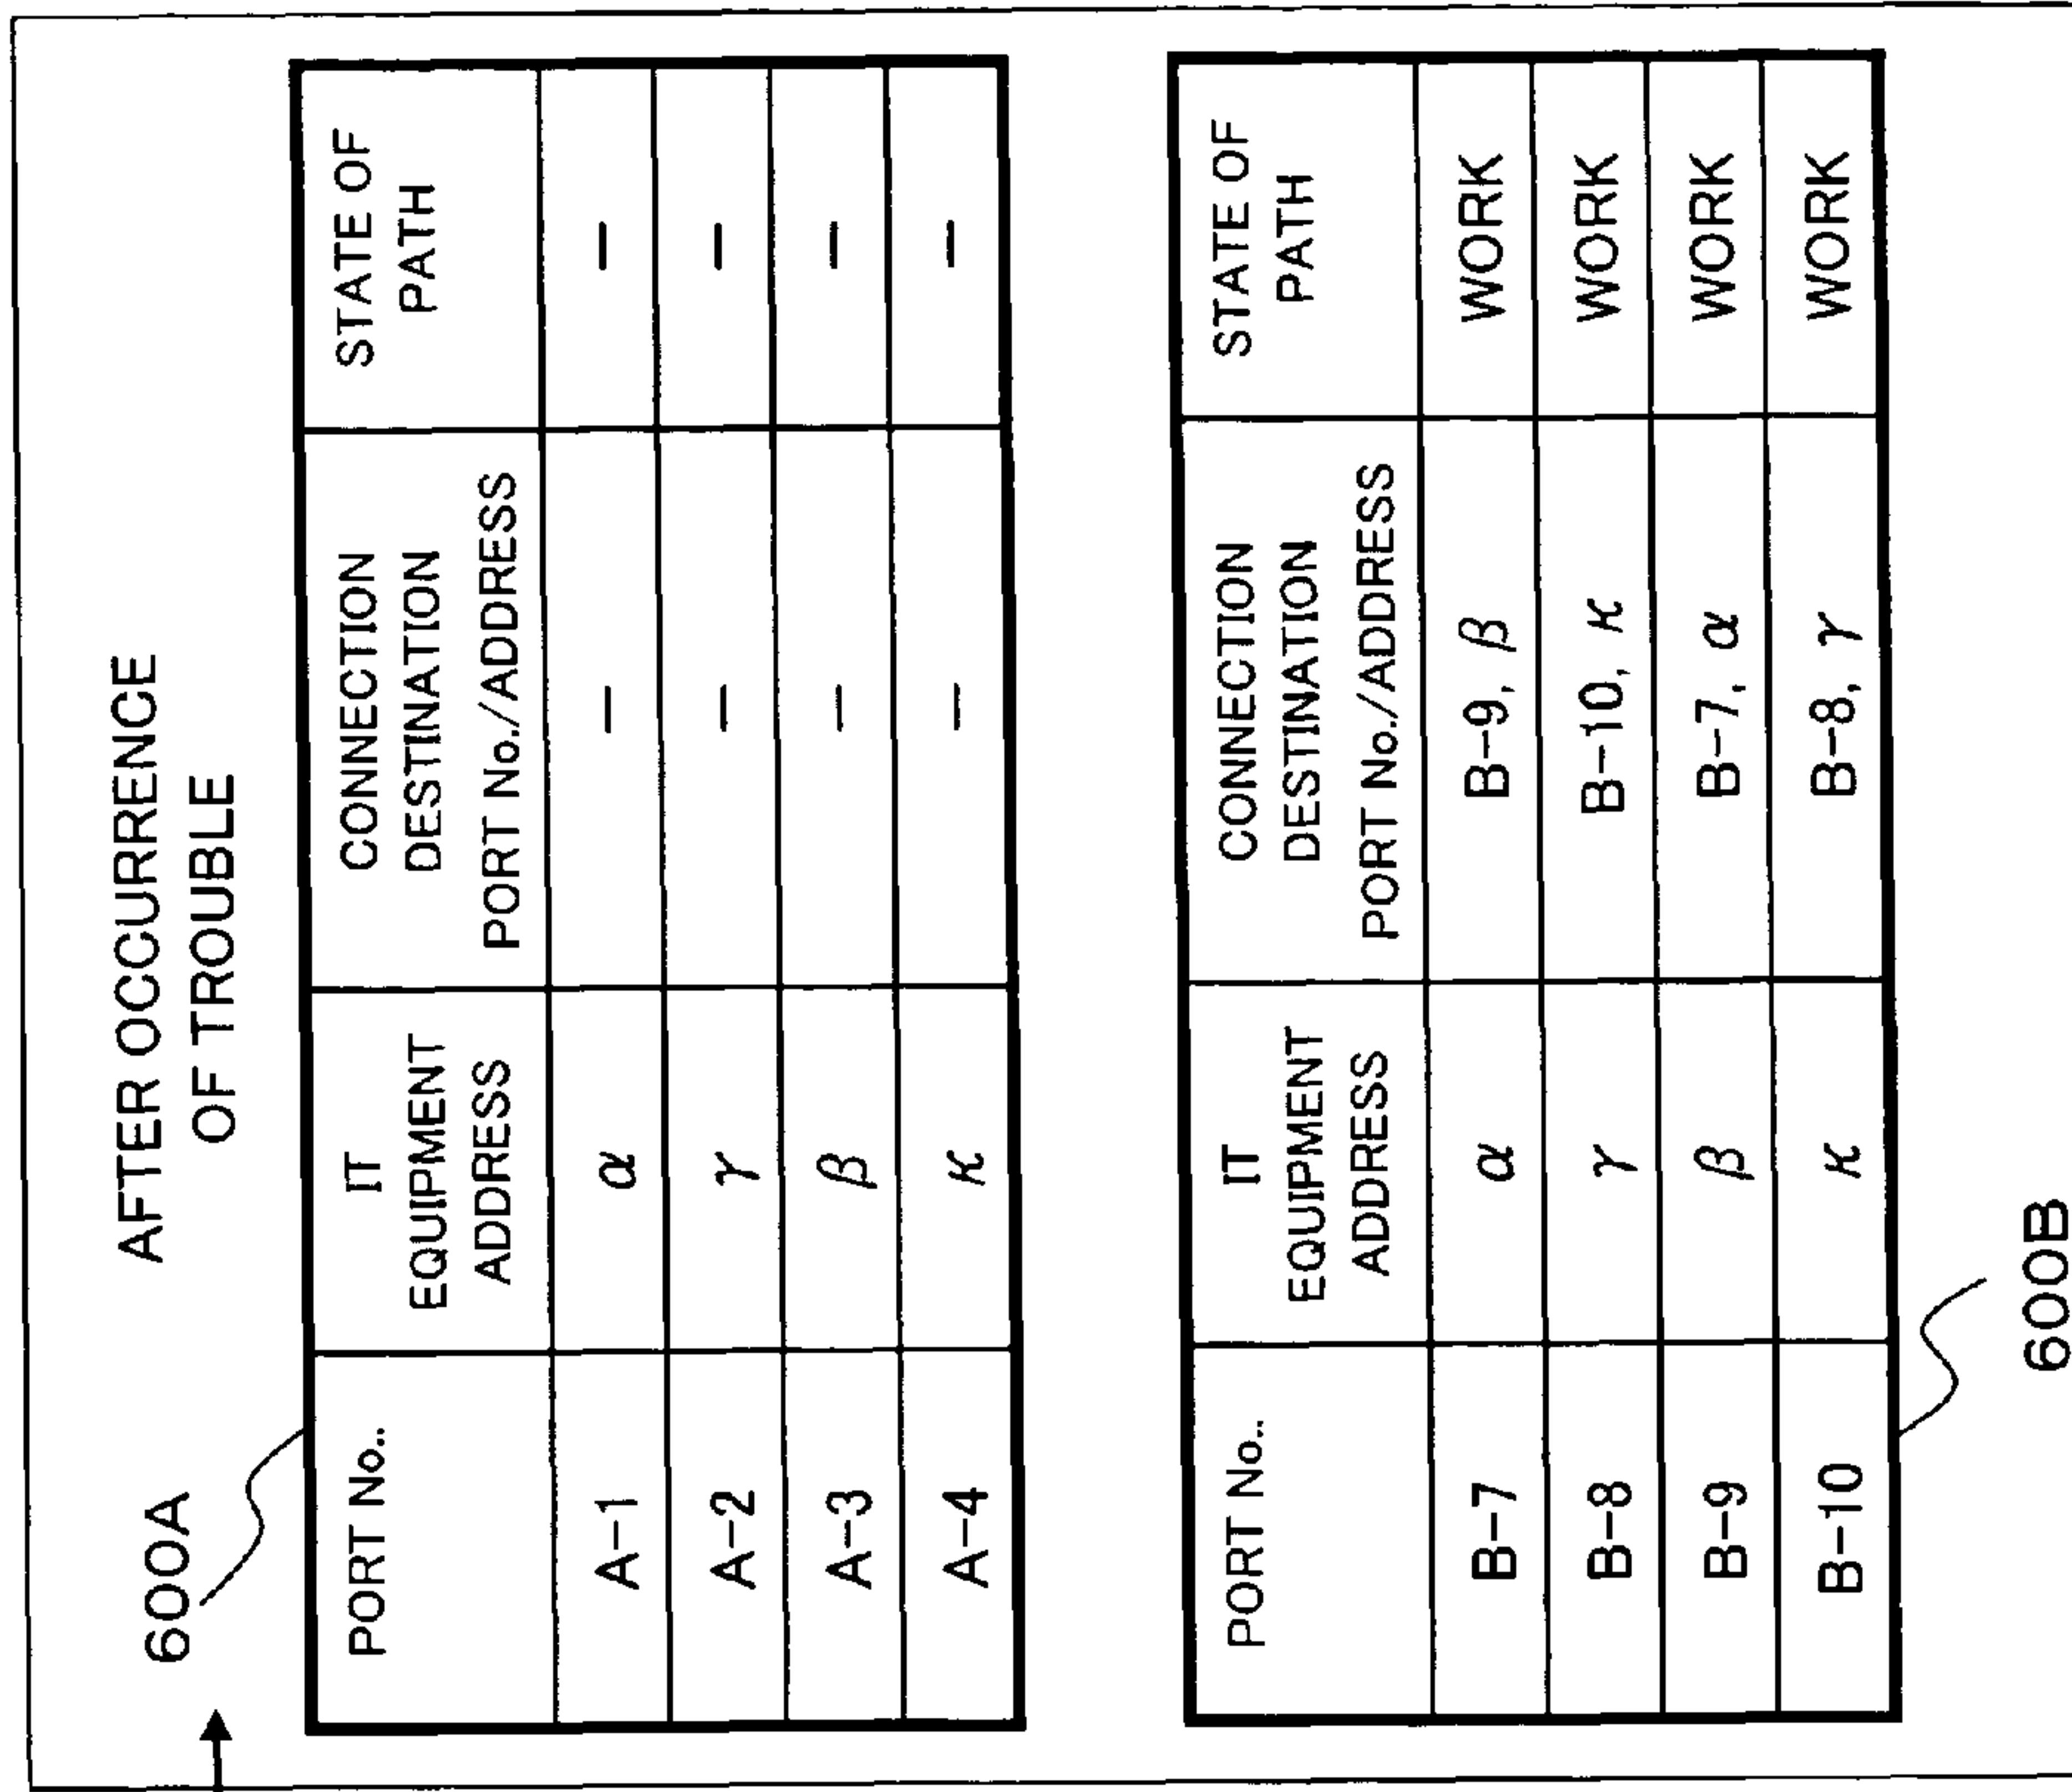 AFTER OCCURRENCE
OF TROUBLE
600A
PORT No..
IT
EQUIPMENT
ADDRESS
CONNECTION
DESTINATION
PORT No./ADDRESS
STATE OF
PATH
A-1 α — —
A-2 γ — —
A-3 β — —
A-4 κ — —
PORT No..
IT
EQUIPMENT
ADDRESS
CONNECTION
DESTINATION
PORT No./ADDRESS
STATE OF
PATH
B-7 α B-9, β WORK
B-8 γ B-10, κ WORK
B-9 β B-7, α WORK
B-10 κ B-8, γ WORK
600B